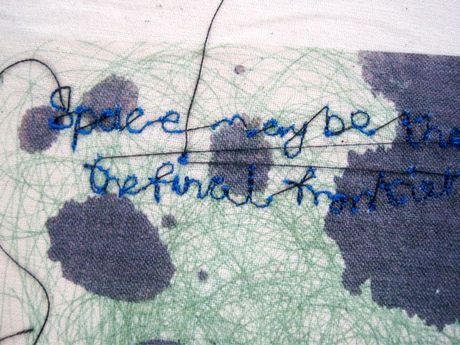 Space may be the
the final frontier